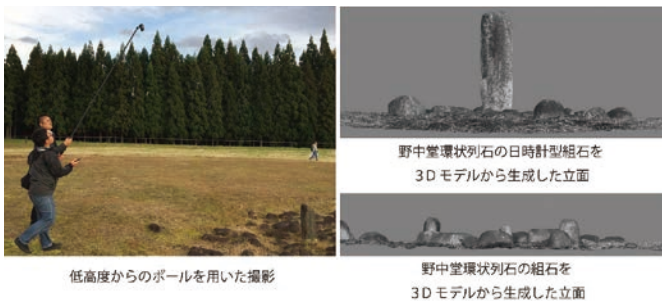 低高度からのポールを用いた撮影
野中堂環状列石の日時計型組石を
3Dモデルから生成した立面
野中堂環状列石の組石を
3Dモデルから生成した立面